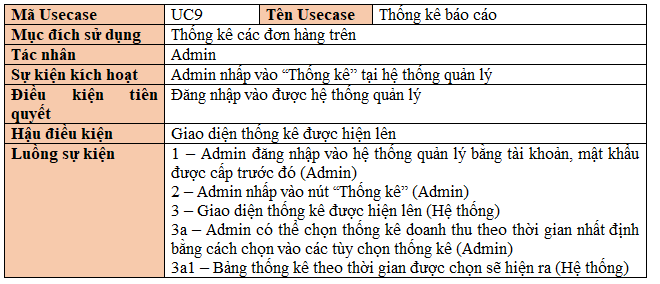 Mã Usecase UC9 Tên Usecase Thống kê báo cáo
Mục đích sử dụng Thống kê các đơn hàng trên
Tác nhân Admin
Sự kiện kích hoạt Admin nhấp vào “Thống kê” tại hệ thống quản lý
Điều kiện tiên Đăng nhập vào được hệ thống quản lý
quyết
Hậu điều kiện Giao diện thống kê được hiện lên
Luồng sự kiện 1 – Admin đăng nhập vào hệ thống quản lý bằng tài khoản, mật khẩu
được cấp trước đó (Admin)
2 – Admin nhấp vào nút “Thống kê” (Admin)
3 – Giao diện thống kê được hiện lên (Hệ thống)
3a – Admin có thể chọn thống kê doanh thu theo thời gian nhất định
bằng cách chọn vào các tùy chọn thống kê (Admin)
3a1 – Bảng thống kê theo thời gian được chọn sẽ hiện ra (Hệ thống)